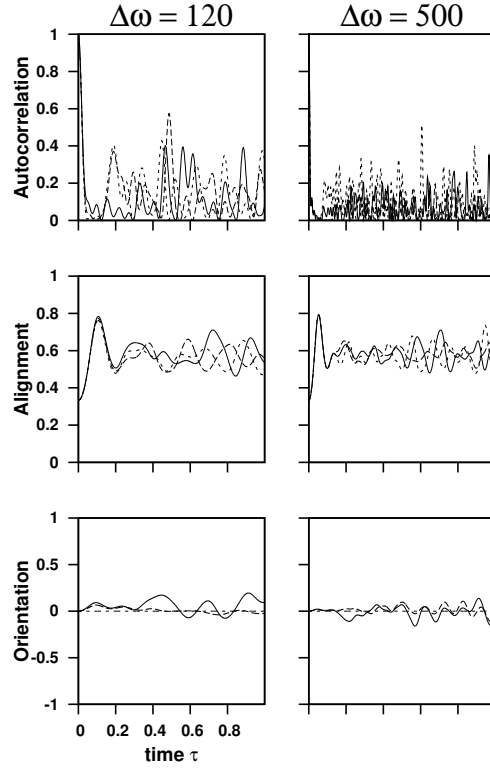 Δω = 120
Δω = 500
Autocorrelation
1
0.8
0.6
0.4
0.2
0
Alignment
1
0.8
0.6
0.4
0.2
0
Orientation
1
0.5
0
-0.5
-1
0 0.2 0.4 0.6 0.8
time τ